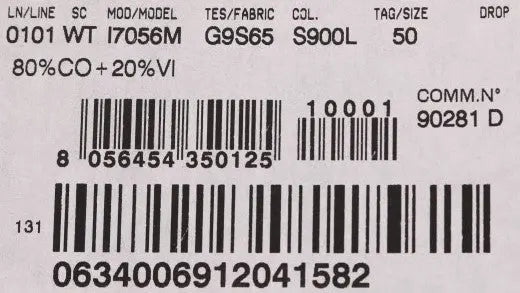 LN/LINE SC MOD/MODEL TES/FABRIC COL. TAG/SIZE DROP
0101 WT I7056M G9S65 S900L 50
80%CO+20%VI
10001
COMM.N°
90281 D
8 056454 350125
131
0634006912041582